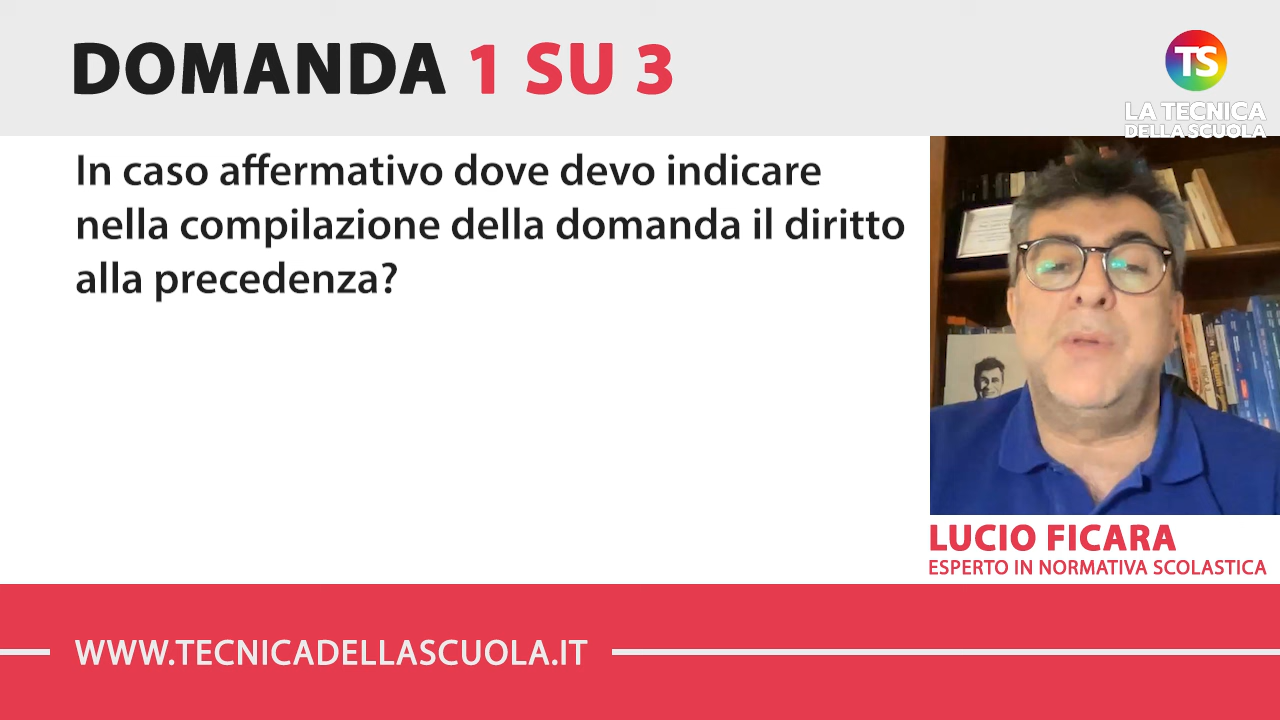 DOMANDA 1 SU 3
TS
LA TECNICA
DELLA SCUOLA
In caso affermativo dove devo indicare
nella compilazione della domanda il diritto
alla precedenza?
LUCIO FICARA
ESPERTO IN NORMATIVA SCOLASTICA
WWW.TECNICADELLASCUOLA.IT